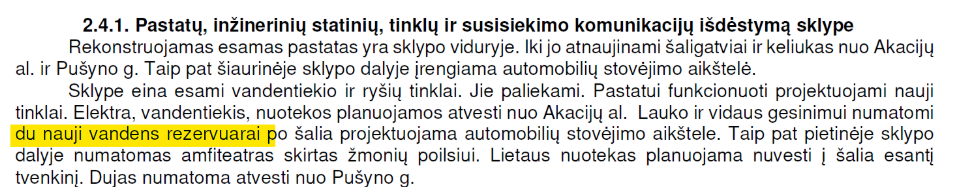 2.4.1. Pastatų, inžinerinių statinių, tinklų ir susisiekimo komunikacijų išdėstymą sklype
Rekonstruojamas esamas pastatas yra sklypo viduryje. Iki jo atnaujinami šaligatviai ir keliukas nuo Akacijų
al. ir Pušyno g. Taip pat šiaurinėje sklypo dalyje įrengiama automobilių stovėjimo aikštelė.
Sklype eina esami vandentiekio ir ryšių tinklai. Jie paliekami. Pastatui funkcionuoti projektuojami nauji
tinklai. Elektra, vandentiekis, nuotekos planuojamos atvesti nuo Akacijų al. Lauko ir vidaus gesinimui numatomi
du nauji vandens rezervuarai po šalia projektuojama automobilių stovėjimo aikštele. Taip pat pietinėje sklypo
dalyje numatomas amfiteatras skirtas žmonių poilsiui. Lietaus nuotekas planuojama nuvesti į šalia esantį
tvenkinį. Dujas numatoma atvesti nuo Pušyno g.